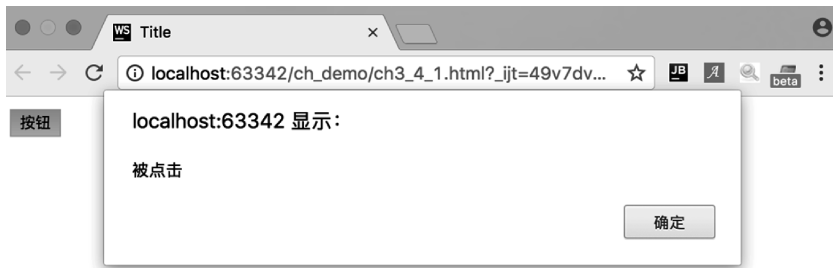 WS Title
localhost:63342/ch_demo/ch3_4_1.html?_ijt=49v7dv...
JB A
beta
按钮
localhost:63342 显示：
被点击
确定